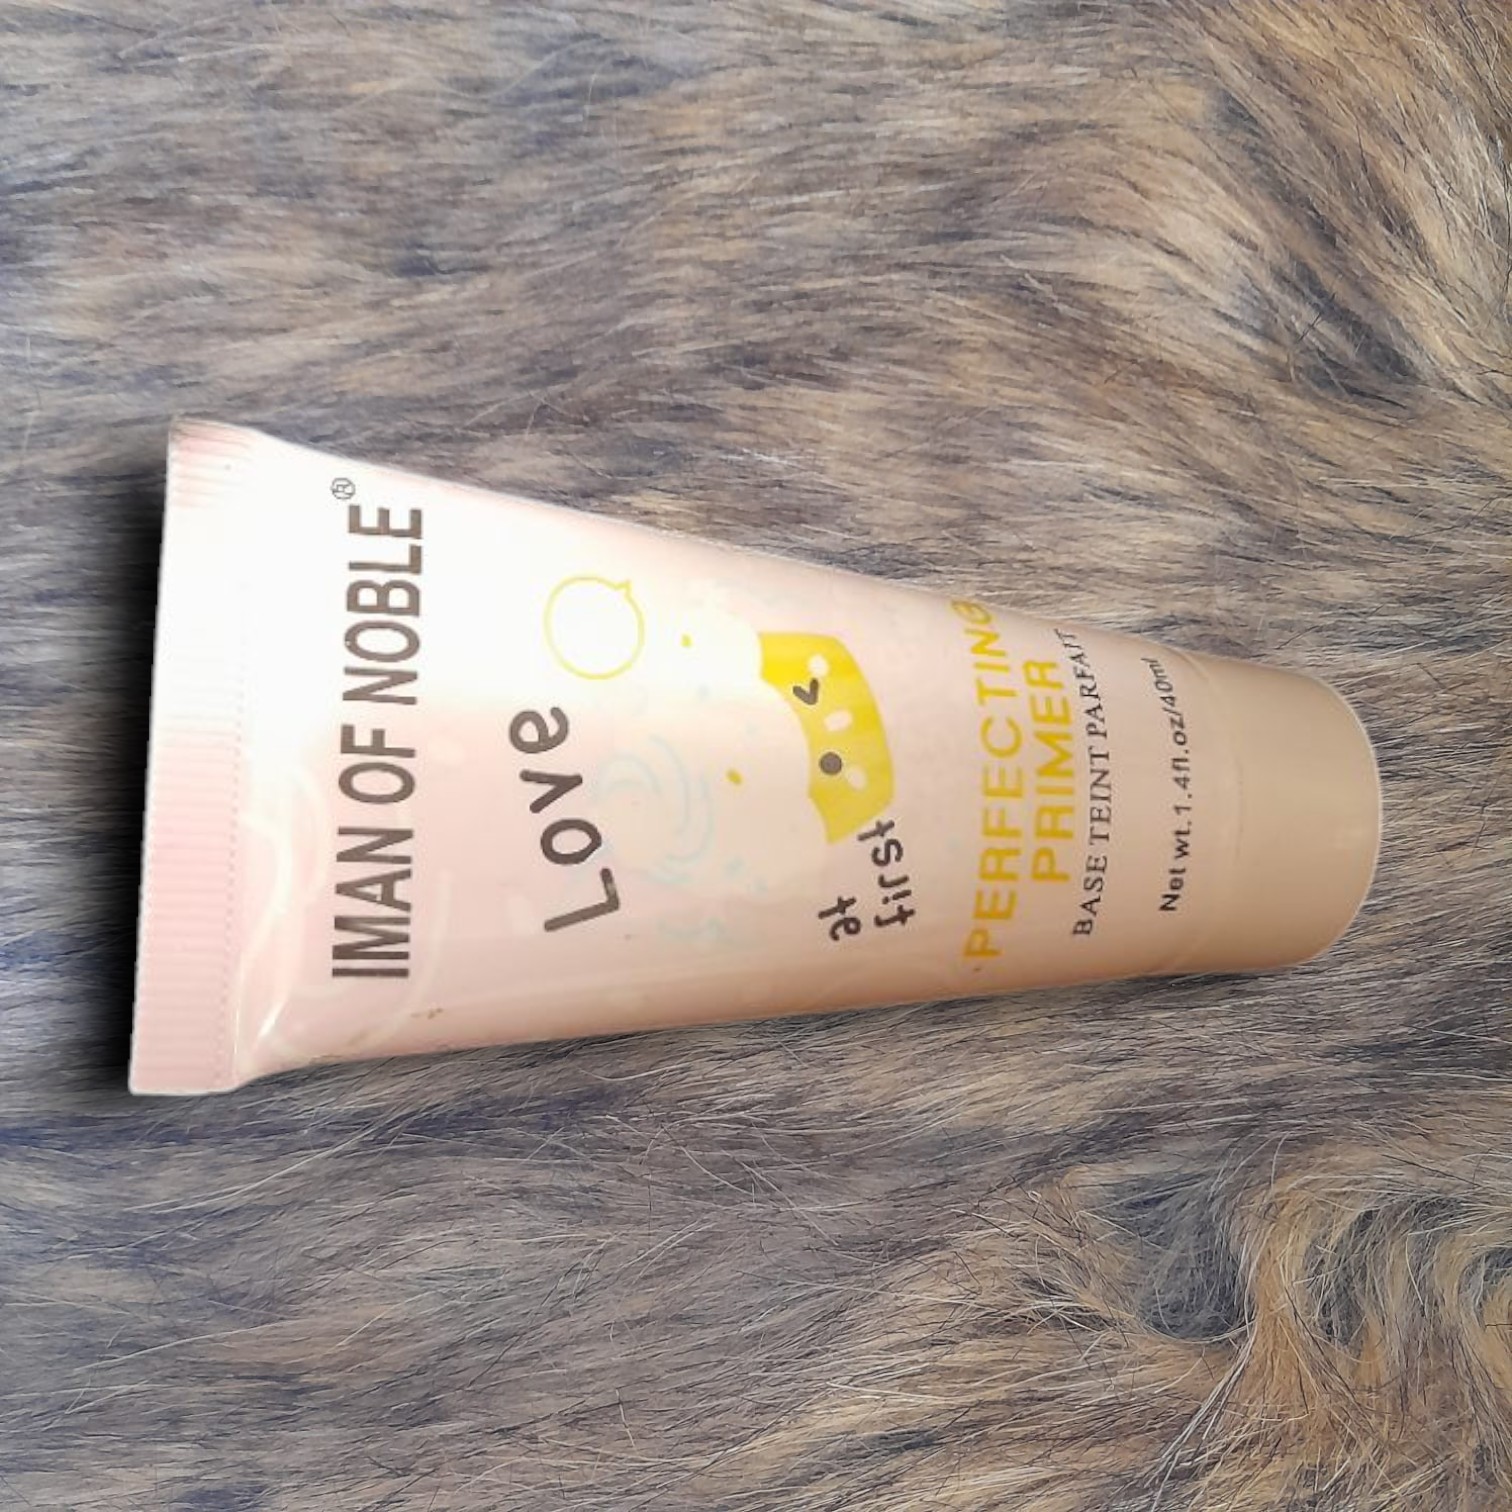 IMAN OF NOBLE®
Love
at
first
PERFECTING
PRIMER
BASE TEINT PARFAIT
Net wt.1.4fl.oz/40ml